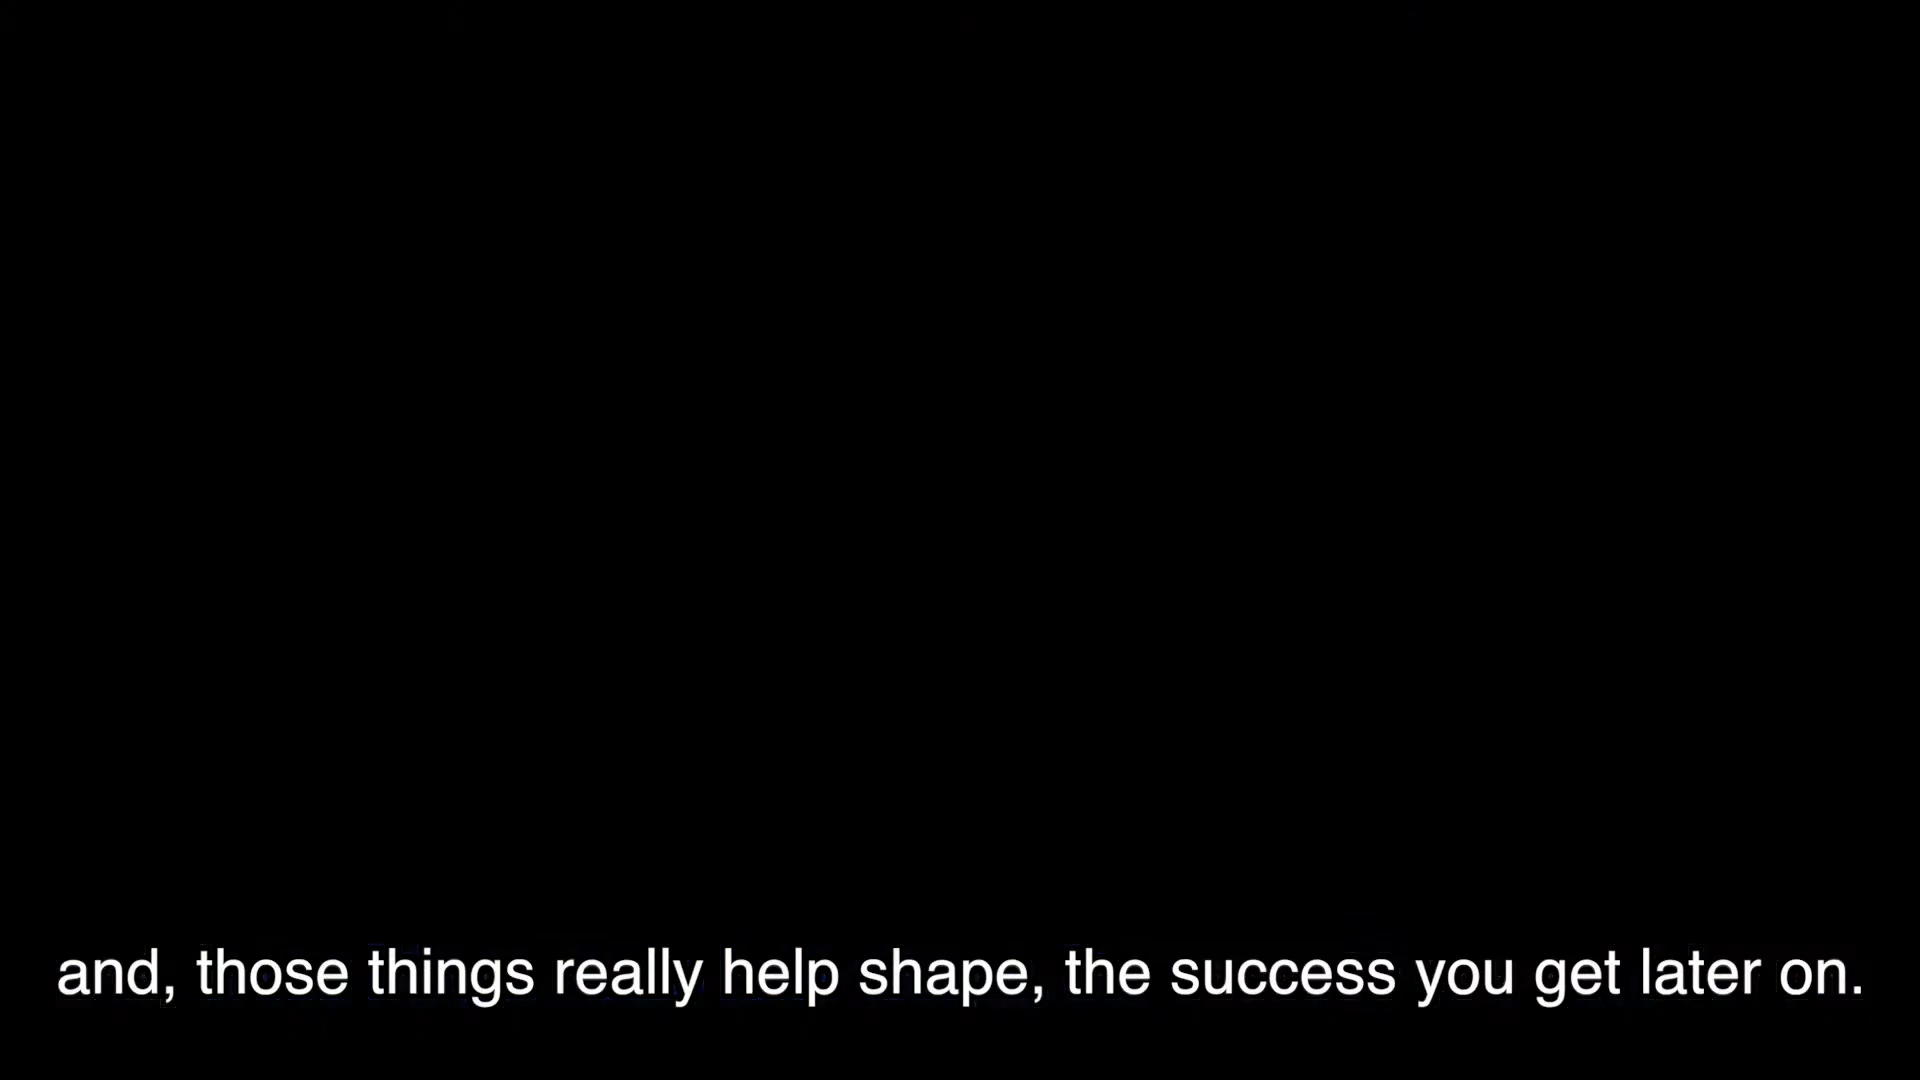 and, those things really help shape, the success you get later on.